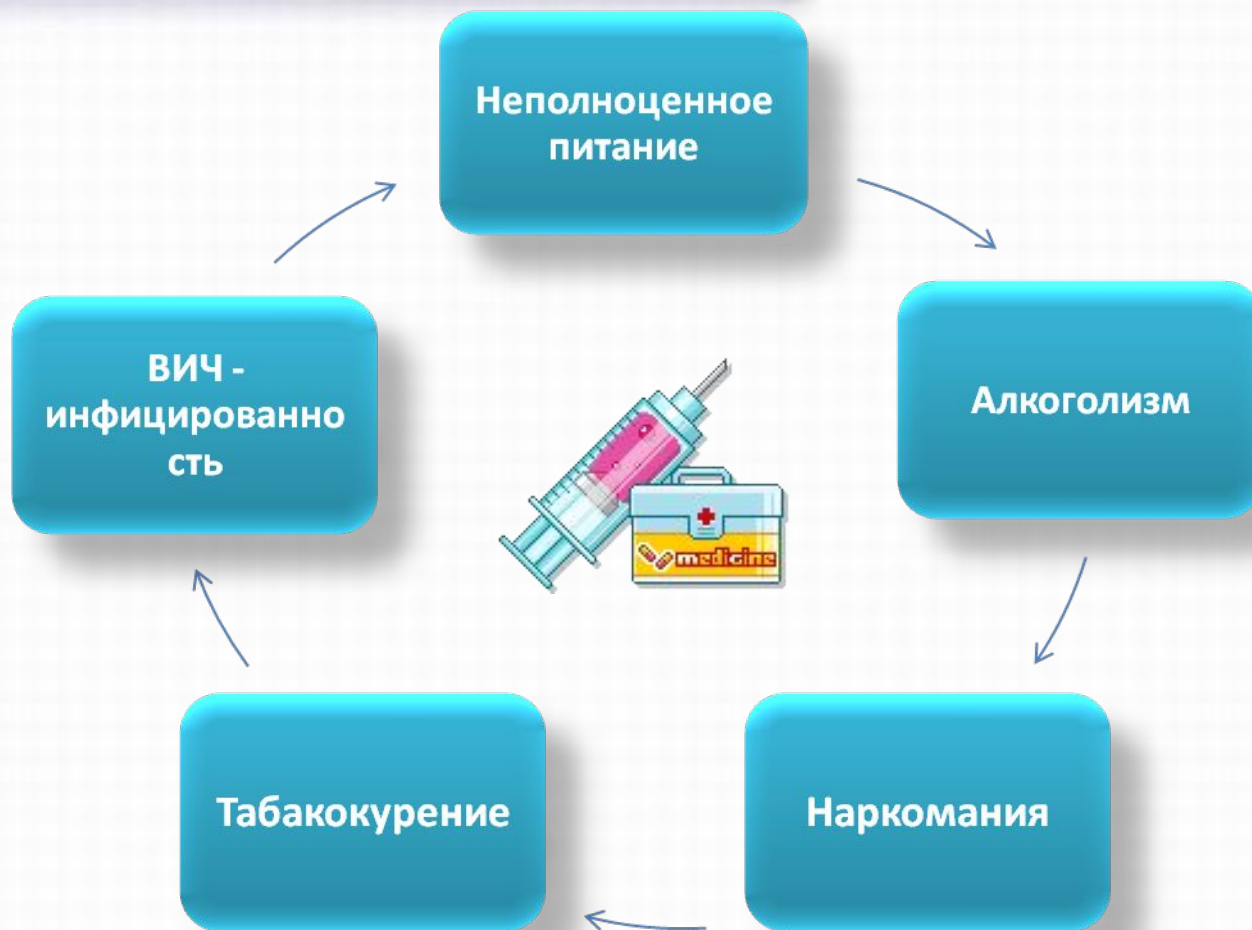 Неполноценное
питание
Алкоголизм
Наркомания
Табакокурение
ВИЧ -
инфицированно
сть
medicine